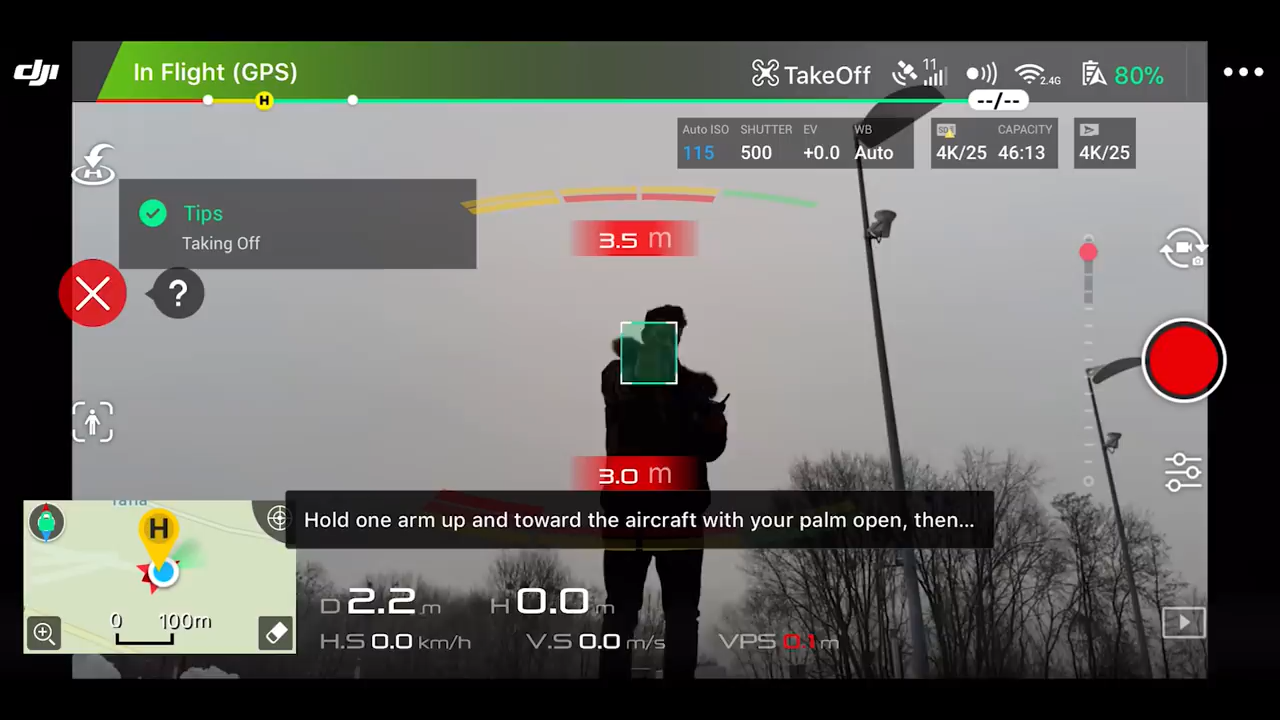 dji
In Flight (GPS)
TakeOff
11
2.4G
80%
H
--/--
Auto ISO
115
SHUTTER
500
EV
+0.0
WB
Auto
4K/25
CAPACITY
46:13
4K/25
H
Tips
Taking Off
3.5 m
?
3.0 m
Hold one arm up and toward the aircraft with your palm open, then...
H
0
100m
D 2.2 m
H 0.0 m
H.S 0.0 km/h
V.S 0.0 m/s
VPS 0.1 m